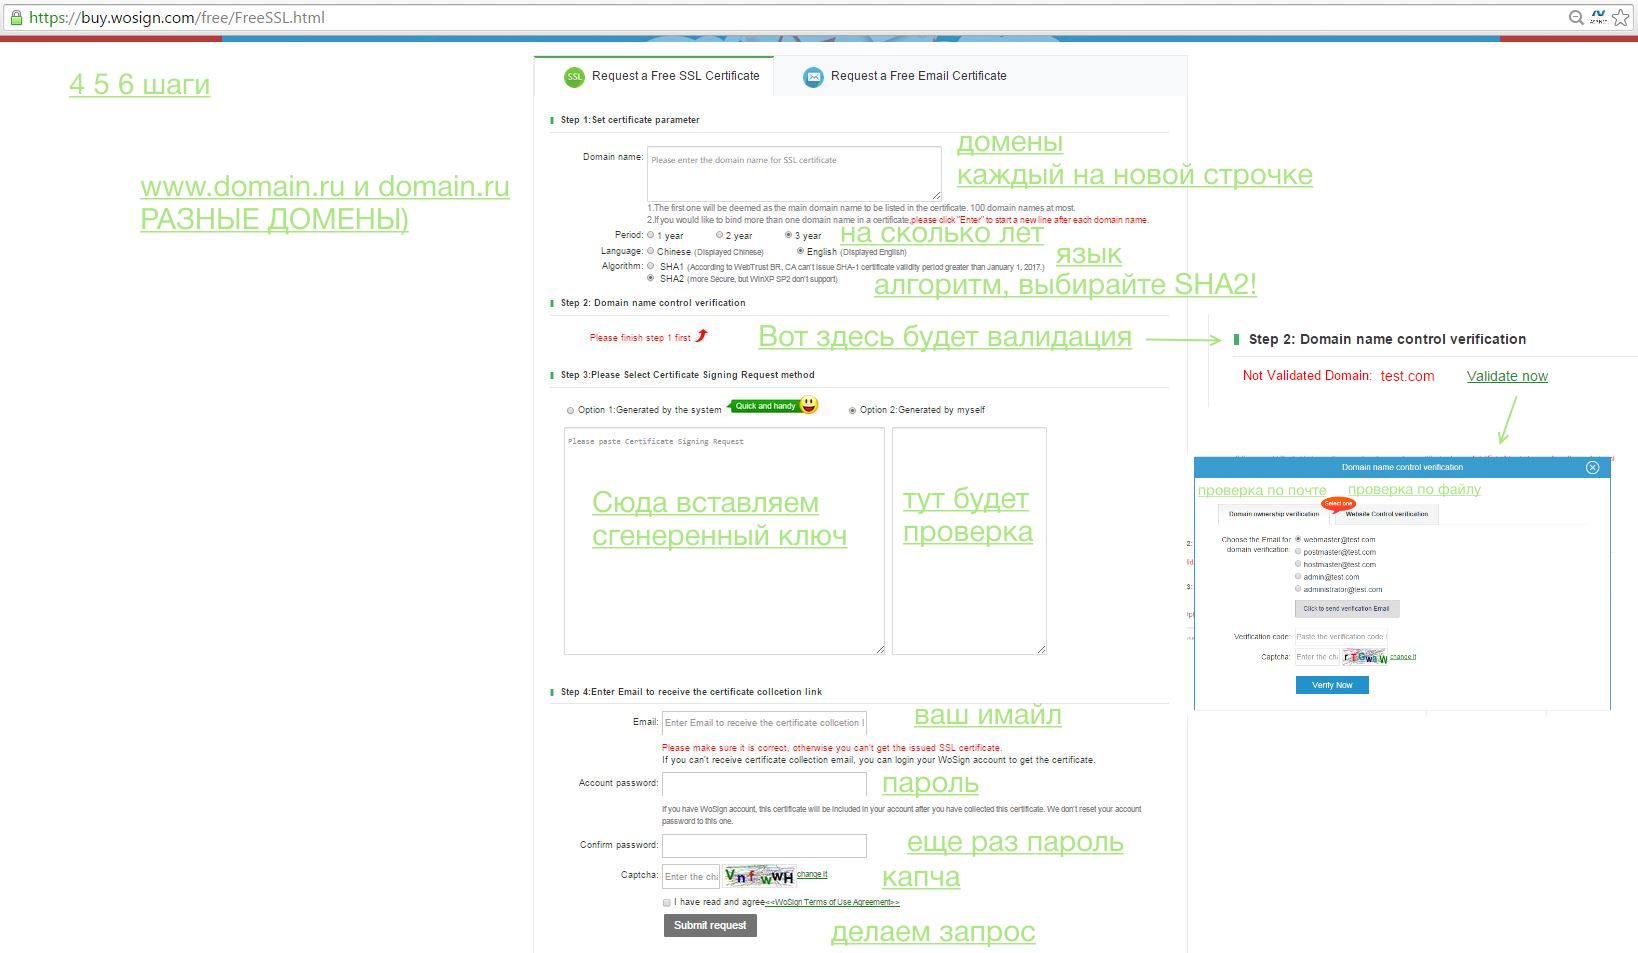 https://buy.wosign.com/free/FreeSSL.html
4 5 6 шаги
www.domain.ru и domain.ru
РАЗНЫЕ ДОМЕНЫ)
SSL
Request a Free SSL Certificate
Request a Free Email Certificate
Step 1:Set certificate parameter
Domain name:
Please enter the domain name for SSL certificate
домены
каждый на новой строчке
1.The first one will be deemed as the main domain name to be listed in the certificate. 100 domain names at most.
2.If you would like to bind more than one domain name in a certificate,please click "Enter" to start a new line after each domain name.
Period: 1 year 2 year 3 year
на сколько лет
Language: Chinese (Displayed Chinese) English (Displayed English)
язык
Algorithm: SHA1 (According to WebTrust BR, CA can't issue SHA-1 certificate validity period greater than January 1, 2017.)
SHA2 (more Secure, but WinXP SP2 don't support)
алгоритм, выбирайте SHA2!
Step 2: Domain name control verification
Please finish step 1 first
Вот здесь будет валидация
Step 3:Please Select Certificate Signing Request method
Option 1:Generated by the system
Quick and handy
Option 2:Generated by myself
Please paste Certificate Signing Request
Сюда вставляем
сгенеренный ключ
тут будет
проверка
Step 4:Enter Email to receive the certificate collcetion link
Email:
Enter Email to receive the certificate collcetion l
ваш имайл
Please make sure it is correct, otherwise you can't get the issued SSL certificate.
If you can't receive certificate collection email, you can login your WoSign account to get the certificate.
Account password:
пароль
If you have WoSign account, this certificate will be included in your account after you have collected this certificate. We don't reset your account
password to this one.
Confirm password:
еще раз пароль
Captcha:
Enter the cha
VnfwwH
change it
капча
I have read and agree<<WoSign Terms of Use Agreement>>
Submit request
делаем запрос
Step 2: Domain name control verification
Not Validated Domain: test.com
Validate now
Domain name control verification
проверка по почте
проверка по файлу
Select one
Domain ownership verification
Website Control verification
Choose the Email for
domain verification:
webmaster@test.com
postmaster@test.com
hostmaster@test.com
admin@test.com
administrator@test.com
Click to send verification Email
Verification code:
Paste the verification code
Captcha:
Enter the ch
rTGwaW
change it
Verify Now